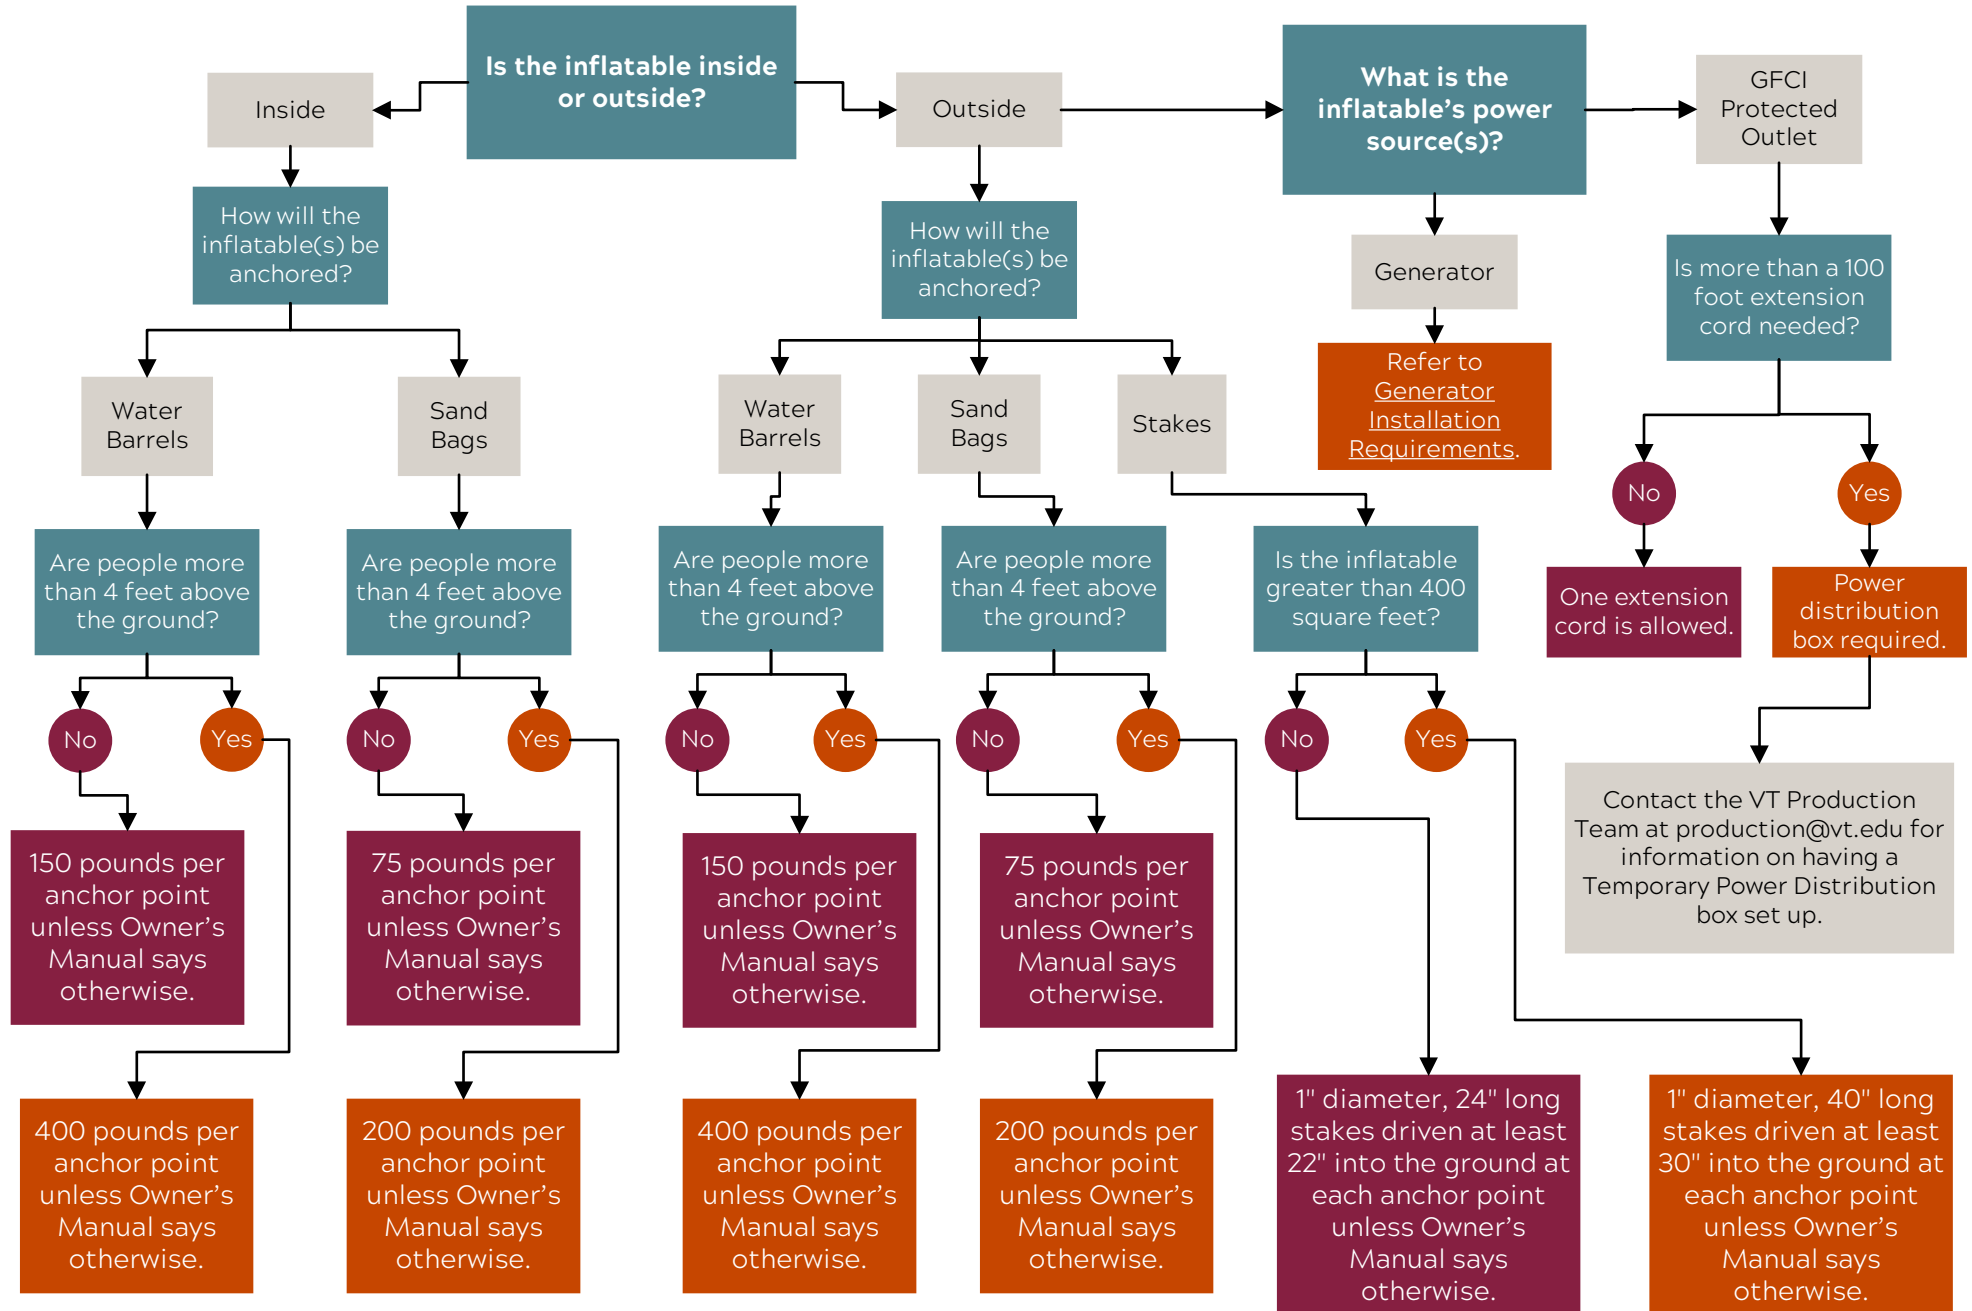 Is the inflatable inside
or outside?
Inside
Outside
What is the
inflatable's power
source(s)?
GFCI
Protected
Outlet
How will the
inflatable(s) be
anchored?
How will the
inflatable(s) be
anchored?
Generator
Is more than a 100
foot extension
cord needed?
Refer to
Generator
Installation
Requirements.
Water
Barrels
Sand
Bags
Water
Barrels
Sand
Bags
Stakes
No
Yes
Are people more
than 4 feet above
the ground?
Are people more
than 4 feet above
the ground?
Are people more
than 4 feet above
the ground?
Are people more
than 4 feet above
the ground?
Is the inflatable
greater than 400
square feet?
One extension
cord is allowed.
Power
distribution
box required.
No
Yes
No
Yes
No
Yes
No
Yes
No
Yes
Contact the VT Production
Team at production@vt.edu for
information on having a
Temporary Power Distribution
box set up.
150 pounds per
anchor point
unless Owner's
Manual says
otherwise.
75 pounds per
anchor point
unless Owner's
Manual says
otherwise.
150 pounds per
anchor point
unless Owner's
Manual says
otherwise.
75 pounds per
anchor point
unless Owner's
Manual says
otherwise.
400 pounds per
anchor point
unless Owner's
Manual says
otherwise.
200 pounds per
anchor point
unless Owner's
Manual says
otherwise.
400 pounds per
anchor point
unless Owner's
Manual says
otherwise.
200 pounds per
anchor point
unless Owner's
Manual says
otherwise.
1" diameter, 24" long
stakes driven at least
22" into the ground at
each anchor point
unless Owner's
Manual says
otherwise.
1" diameter, 40" long
stakes driven at least
30" into the ground at
each anchor point
unless Owner's
Manual says
otherwise.